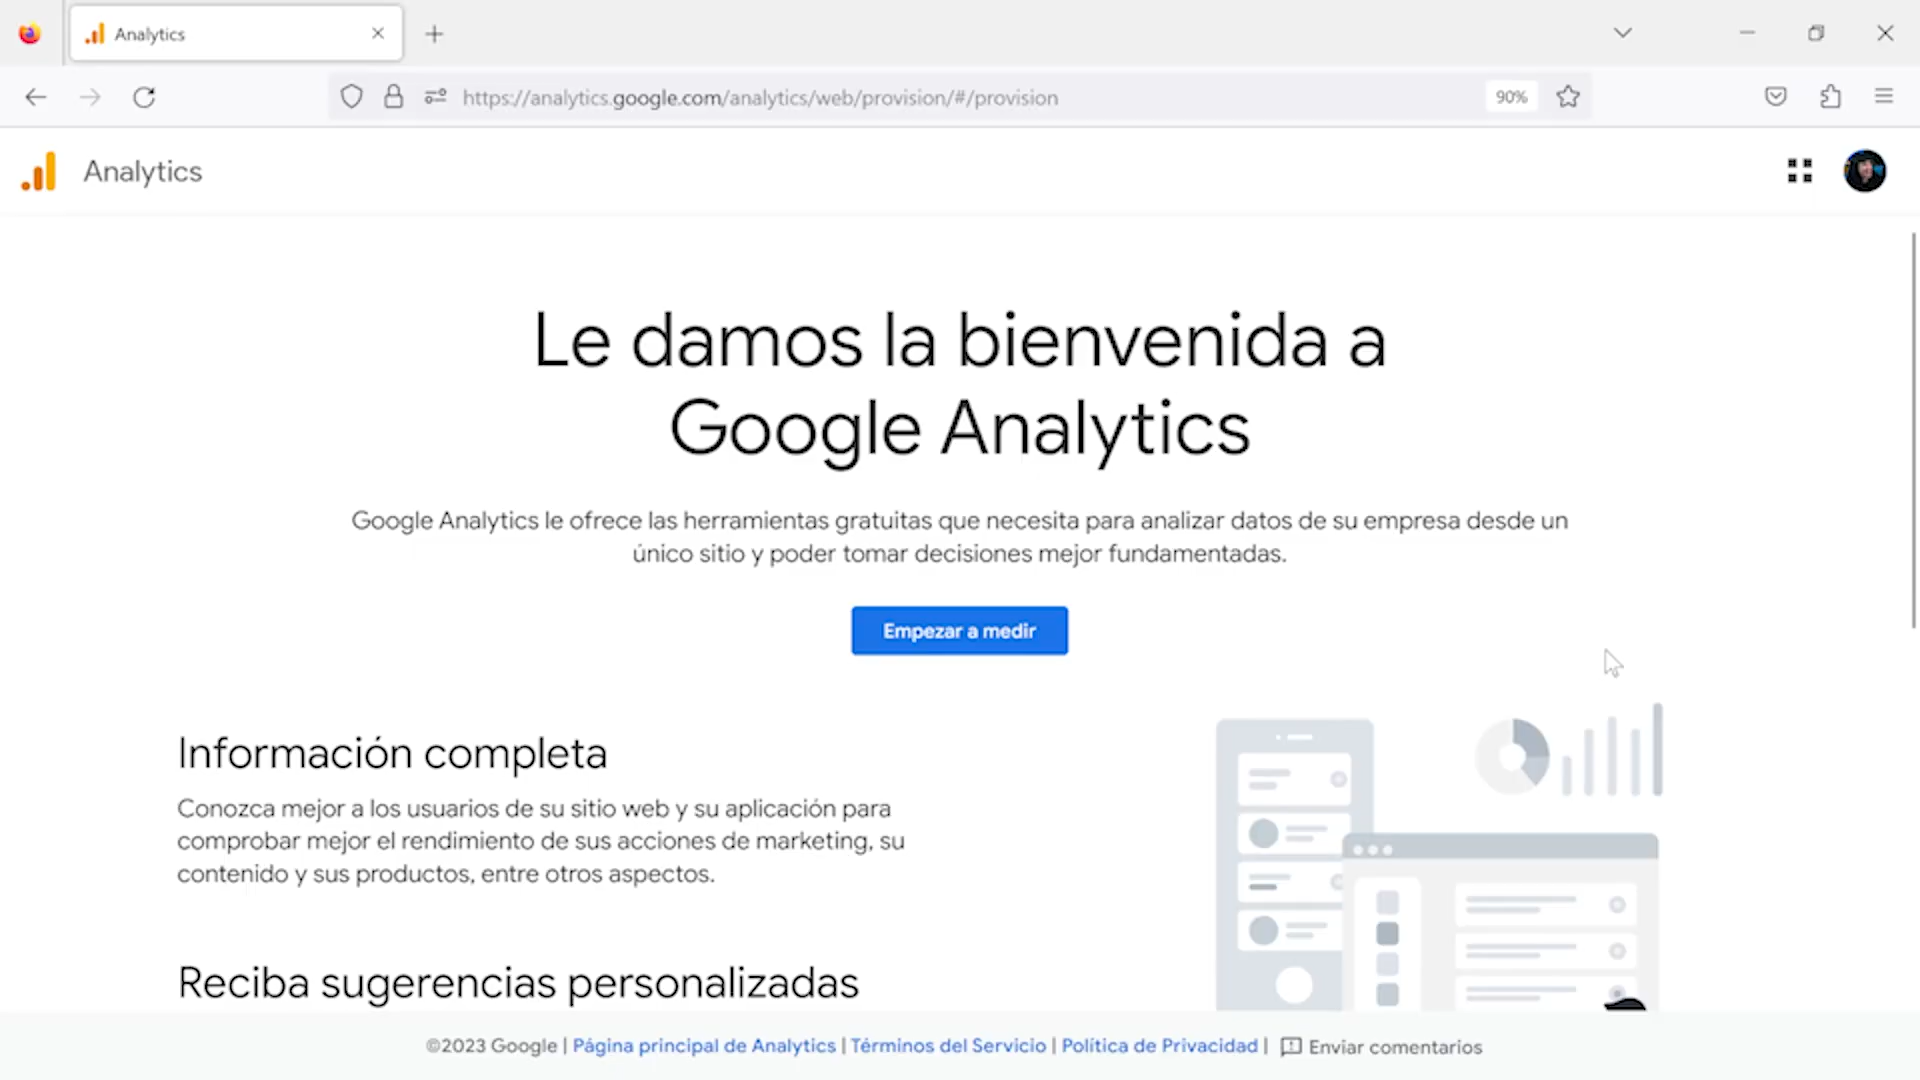 Analytics
https://analytics.google.com/analytics/web/provision/#/provision
90%
Analytics
Le damos la bienvenida a
Google Analytics
Google Analytics le ofrece las herramientas gratuitas que necesita para analizar datos de su empresa desde un
único sitio y poder tomar decisiones mejor fundamentadas.
Empezar a medir
Información completa
Conozca mejor a los usuarios de su sitio web y su aplicación para
comprobar mejor el rendimiento de sus acciones de marketing, su
contenido y sus productos, entre otros aspectos.
Reciba sugerencias personalizadas
©2023 Google | Página principal de Analytics | Términos del Servicio | Política de Privacidad | Enviar comentarios